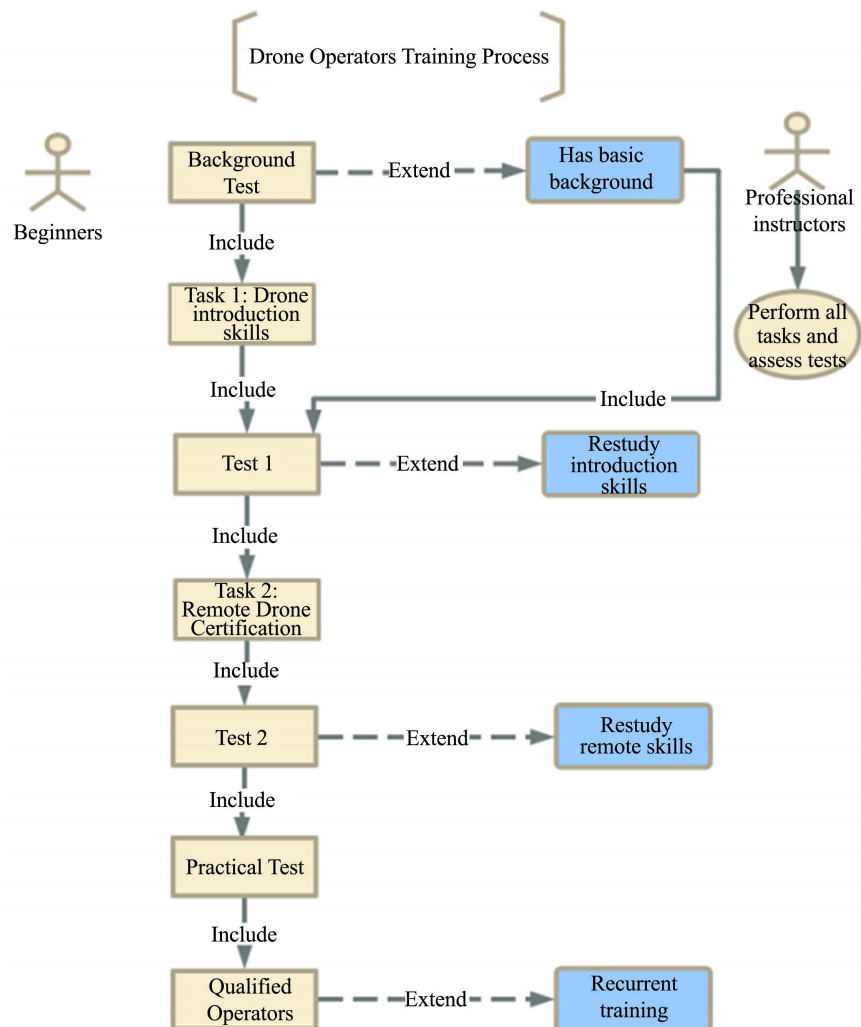 Drone Operators Training Process
Background
Test
Extend
Has basic
background
Beginners
Professional
instructors
Include
Task 1: Drone
introduction
skills
Perform all
tasks and
assess tests
Include
Include
Test 1
Extend
Restudy
introduction
skills
Include
Task 2:
Remote Drone
Certification
Include
Test 2
Extend
Restudy
remote skills
Include
Practical Test
Include
Qualified
Operators
Extend
Recurrent
training